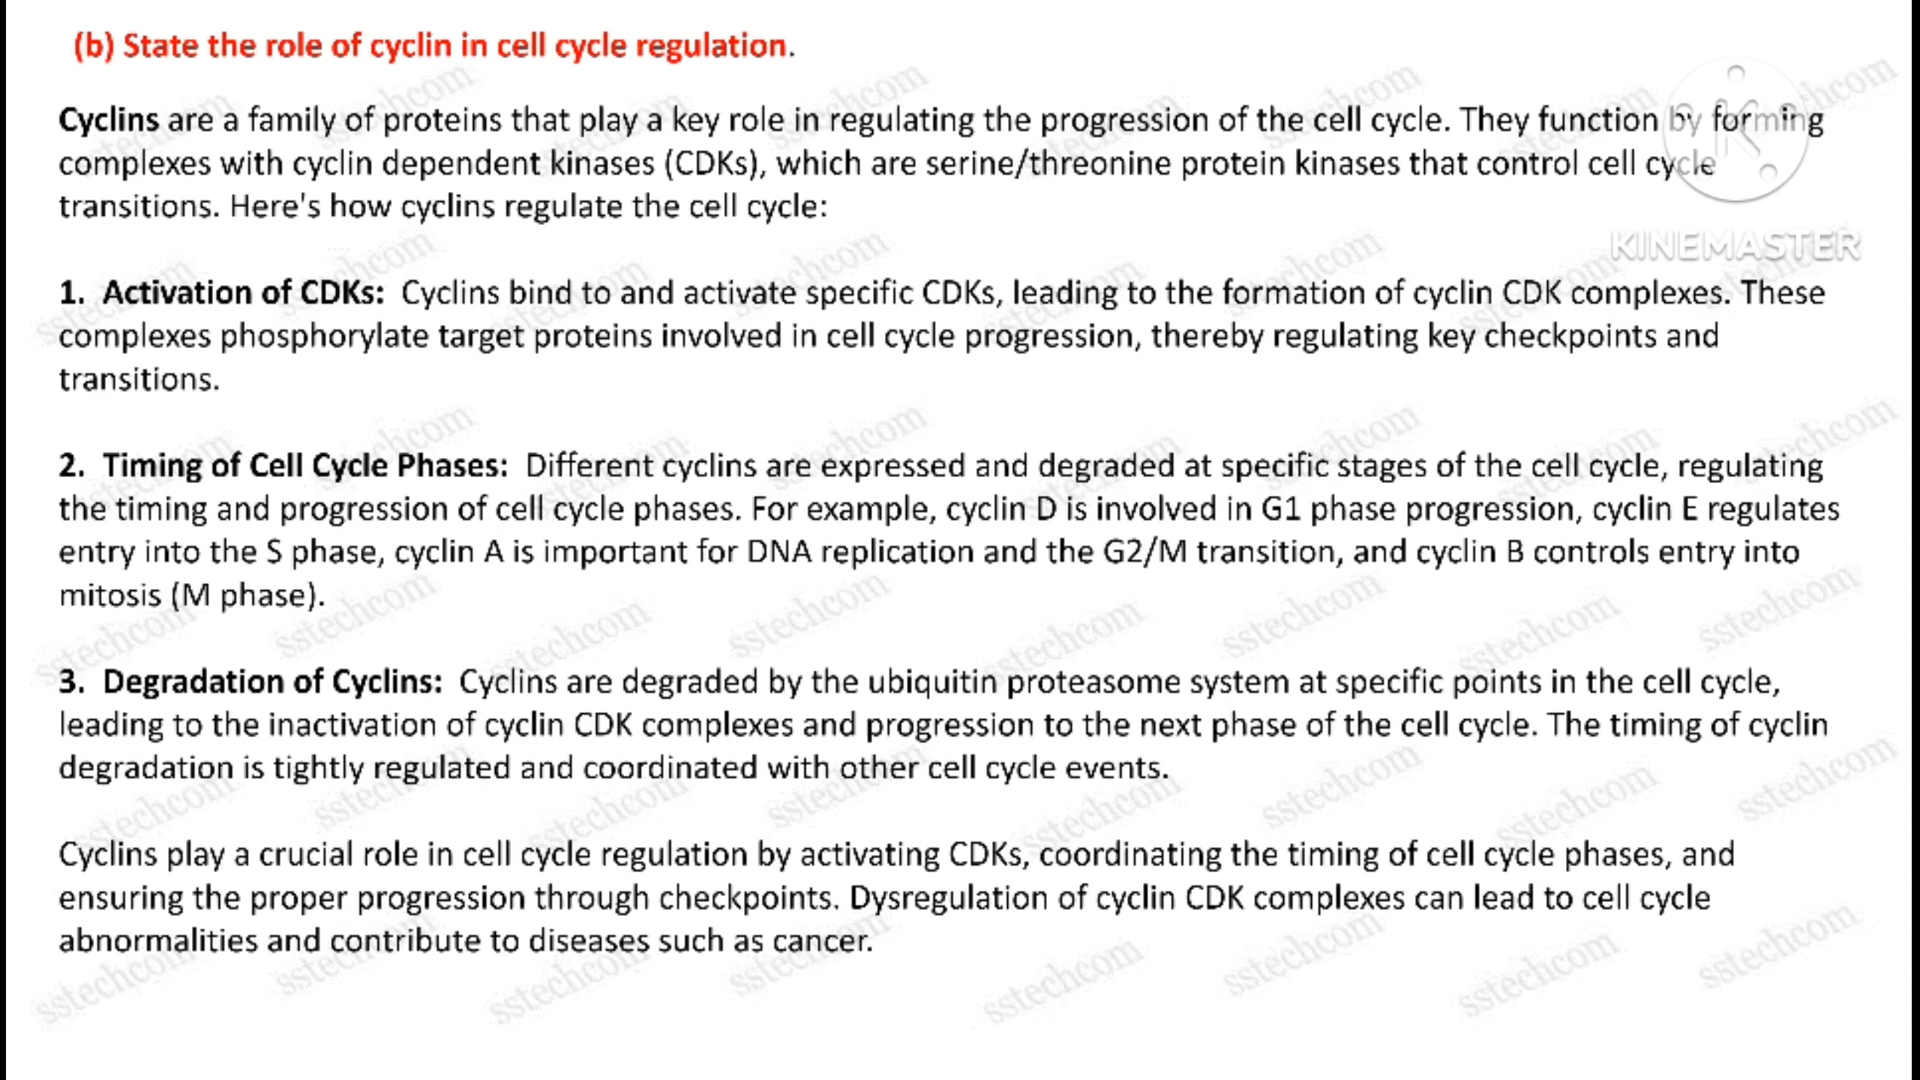 (b) State the role of cyclin in cell cycle regulation.
Cyclins are a family of proteins that play a key role in regulating the progression of the cell cycle. They function by forming
complexes with cyclin dependent kinases (CDKs), which are serine/threonine protein kinases that control cell cycle
transitions. Here's how cyclins regulate the cell cycle:
KINEMASTER
1. Activation of CDKs: Cyclins bind to and activate specific CDKs, leading to the formation of cyclin CDK complexes. These
complexes phosphorylate target proteins involved in cell cycle progression, thereby regulating key checkpoints and
transitions.
2. Timing of Cell Cycle Phases: Different cyclins are expressed and degraded at specific stages of the cell cycle, regulating
the timing and progression of cell cycle phases. For example, cyclin D is involved in G1 phase progression, cyclin E regulates
entry into the S phase, cyclin A is important for DNA replication and the G2/M transition, and cyclin B controls entry into
mitosis (M phase).
3. Degradation of Cyclins: Cyclins are degraded by the ubiquitin proteasome system at specific points in the cell cycle,
leading to the inactivation of cyclin CDK complexes and progression to the next phase of the cell cycle. The timing of cyclin
degradation is tightly regulated and coordinated with other cell cycle events.
Cyclins play a crucial role in cell cycle regulation by activating CDKs, coordinating the timing of cell cycle phases, and
ensuring the proper progression through checkpoints. Dysregulation of cyclin CDK complexes can lead to cell cycle
abnormalities and contribute to diseases such as cancer.
sstechcom